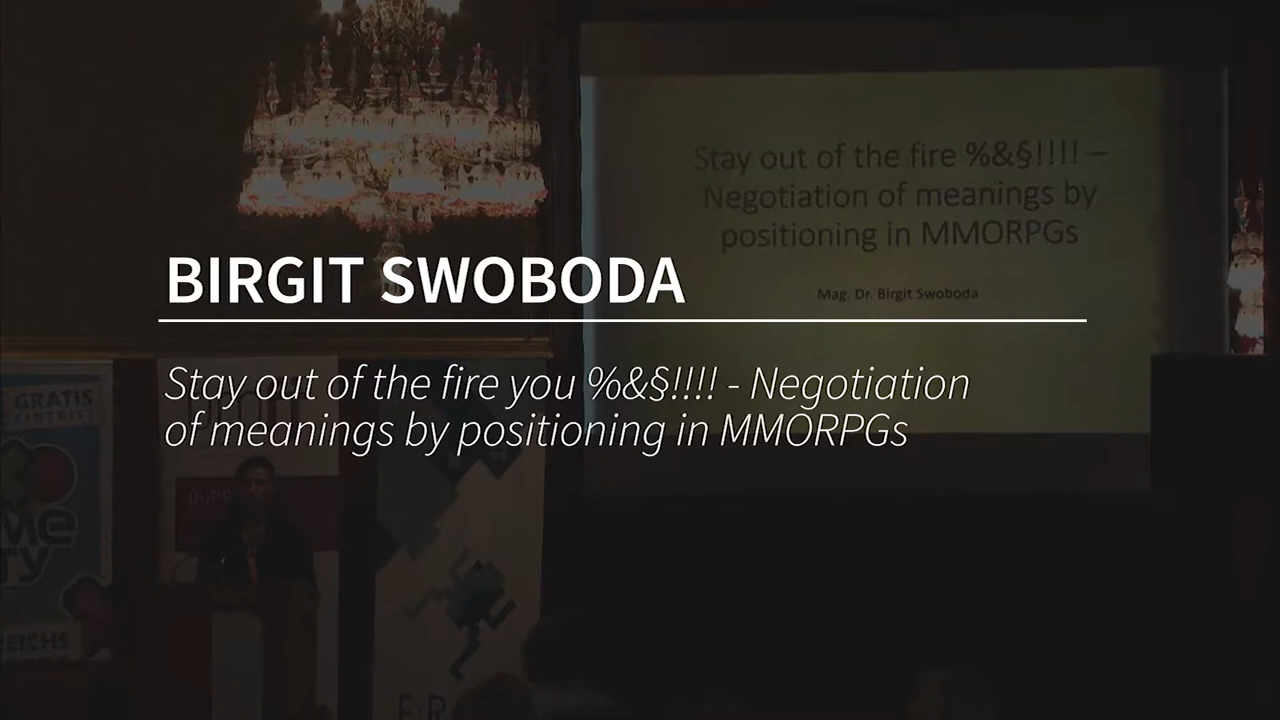 Stay out of the fire %&§!!!! –
Negotiation of meanings by
positioning in MMORPGs
Mag. Dr. Birgit Swoboda
BIRGIT SWOBODA
Stay out of the fire you %&§!!!! - Negotiation
of meanings by positioning in MMORPGs
GRATIS
EINTRITT